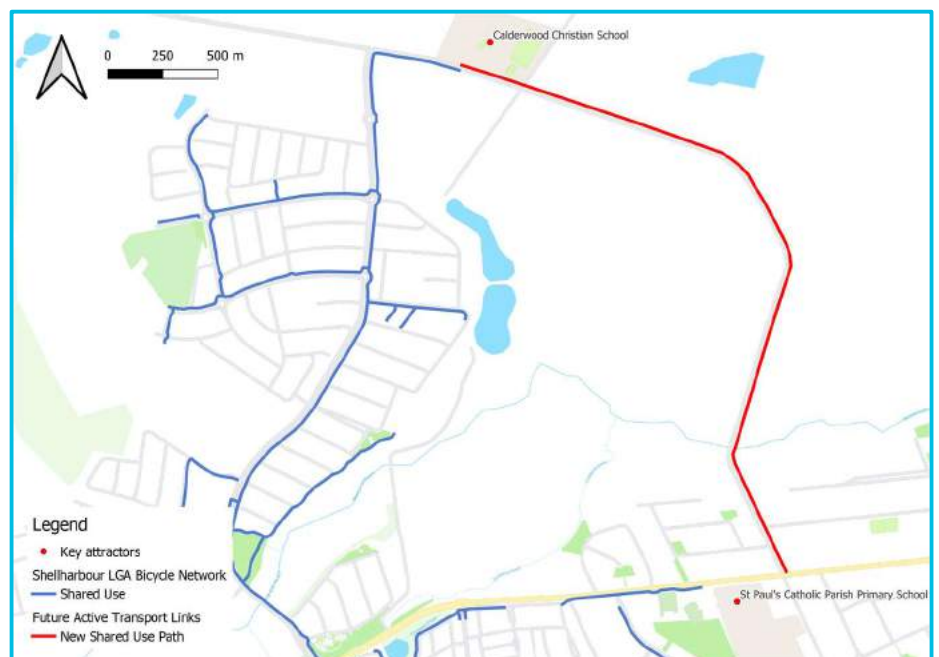 Calderwood Christian School
0 250 500 m
Legend
Key attractors
Shellharbour LGA Bicycle Network
Shared Use
Future Active Transport Links
New Shared Use Path
St Paul's Catholic Parish Primary School